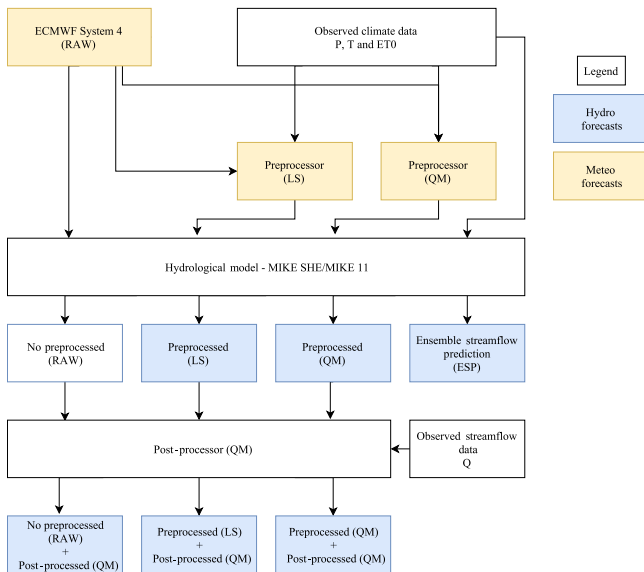 ECMWF System 4
(RAW)
Observed climate data
P, T and ET0
Legend
Hydro
forecasts
Meteo
forecasts
Preprocessor
(LS)
Preprocessor
(QM)
Hydrological model - MIKE SHE/MIKE 11
No preprocessed
(RAW)
Preprocessed
(LS)
Preprocessed
(QM)
Ensemble streamflow
prediction
(ESP)
Post-processor (QM)
Observed streamflow
data
Q
No preprocessed
(RAW)
+
Post-processed (QM)
Preprocessed (LS)
+
Post-processed (QM)
Preprocessed (QM)
+
Post-processed (QM)